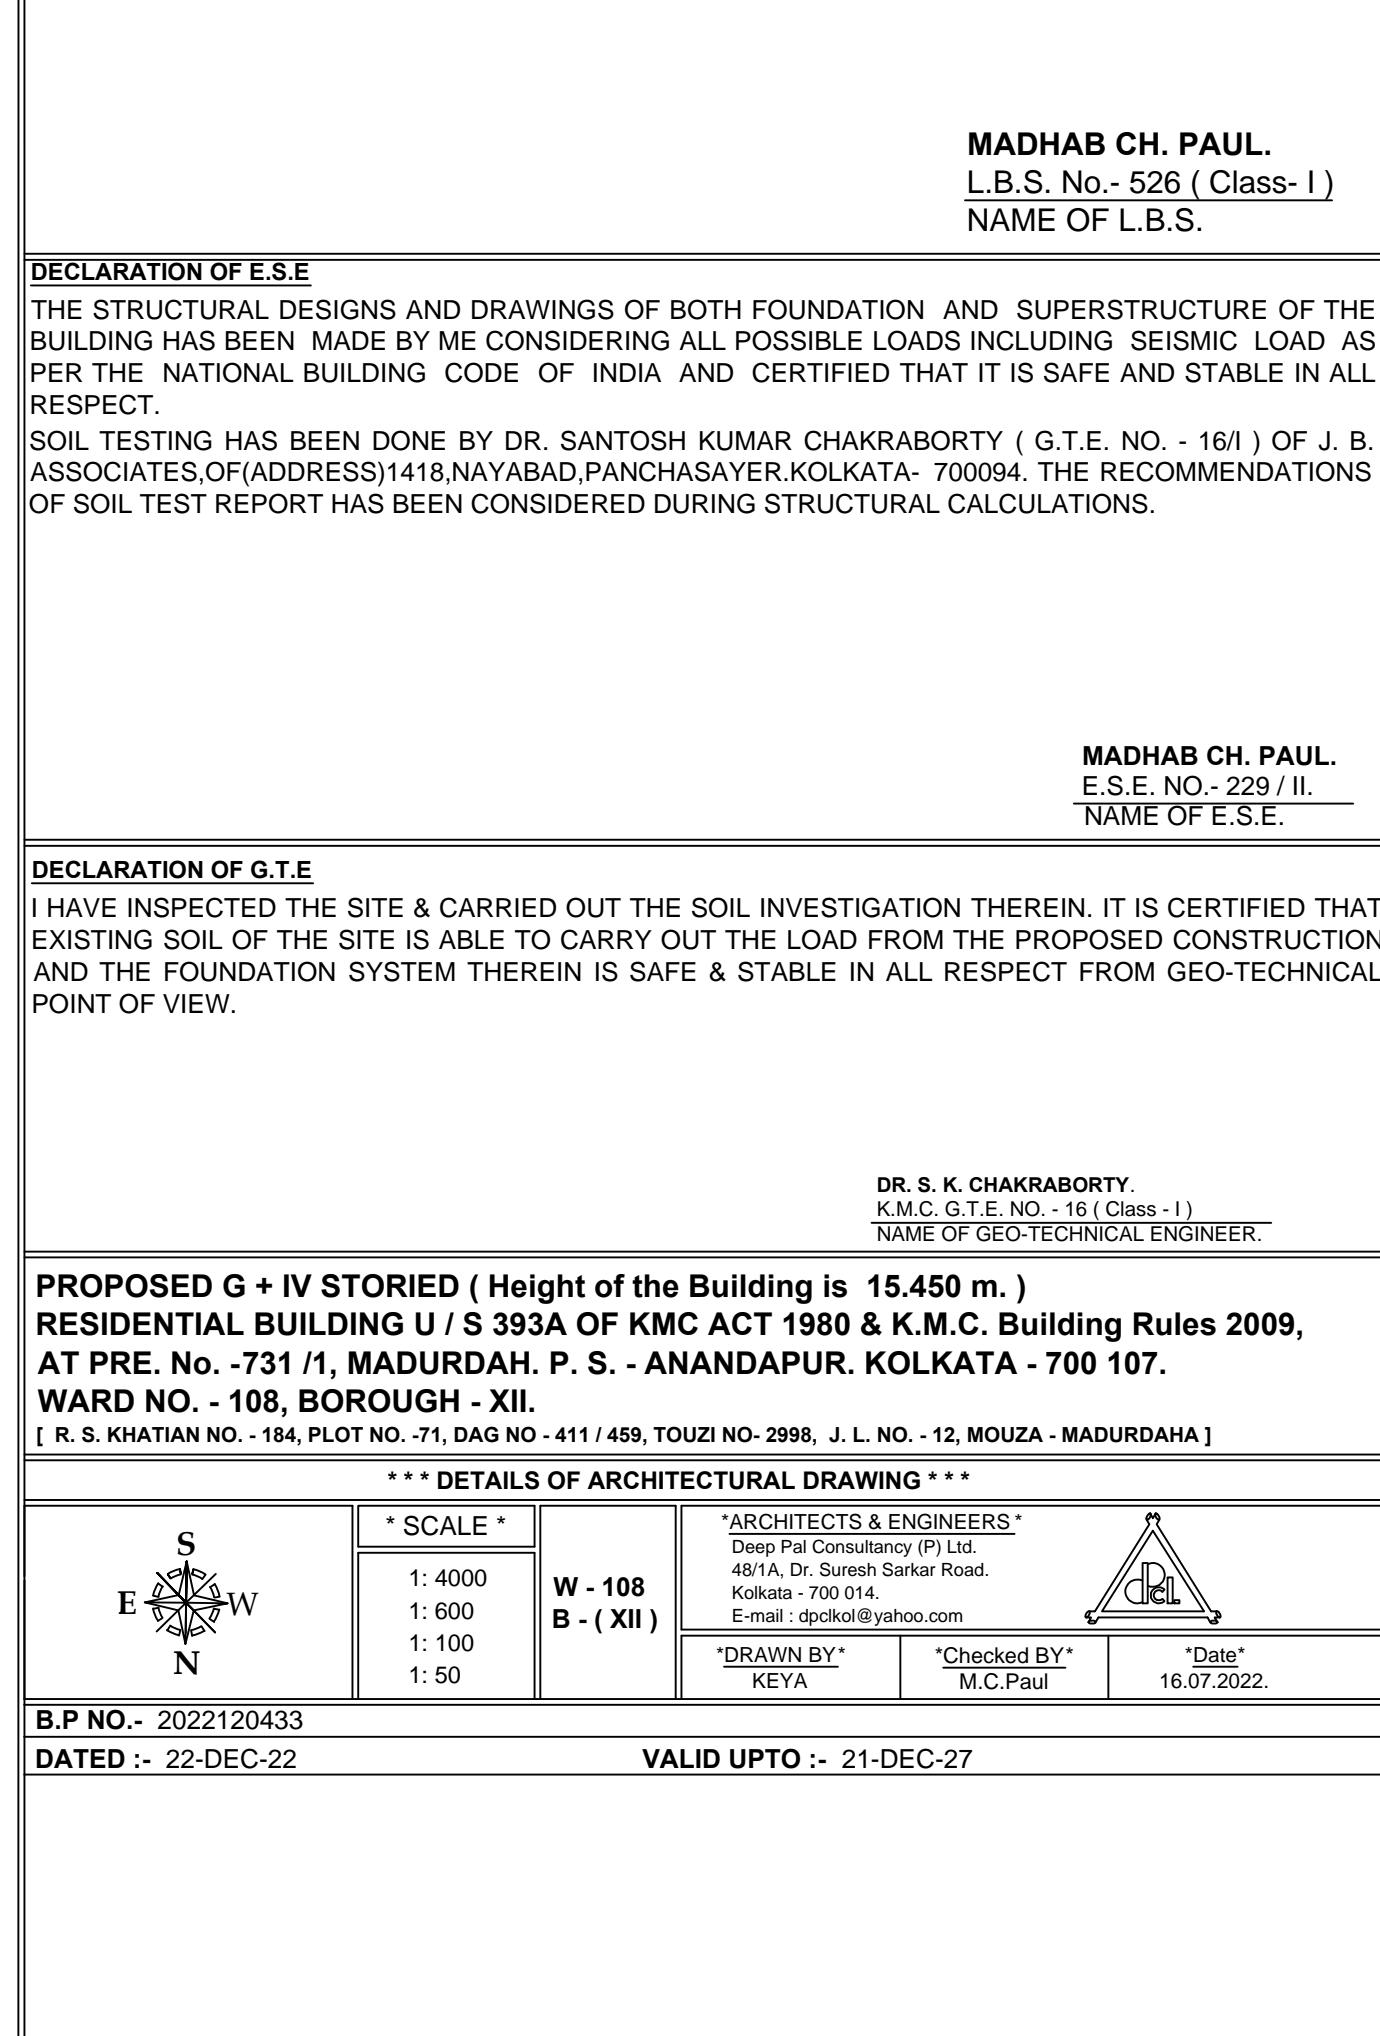 MADHAB CH. PAUL.
L.B.S. No.- 526 ( Class- I )
NAME OF L.B.S.
DECLARATION OF E.S.E
THE STRUCTURAL DESIGNS AND DRAWINGS OF BOTH FOUNDATION AND SUPERSTRUCTURE OF THE
BUILDING HAS BEEN MADE BY ME CONSIDERING ALL POSSIBLE LOADS INCLUDING SEISMIC LOAD AS
PER THE NATIONAL BUILDING CODE OF INDIA AND CERTIFIED THAT IT IS SAFE AND STABLE IN ALL
RESPECT.
SOIL TESTING HAS BEEN DONE BY DR. SANTOSH KUMAR CHAKRABORTY ( G.T.E. NO. - 16/I ) OF J. B.
ASSOCIATES,OF(ADDRESS)1418,NAYABAD,PANCHASAYER.KOLKATA- 700094. THE RECOMMENDATIONS
OF SOIL TEST REPORT HAS BEEN CONSIDERED DURING STRUCTURAL CALCULATIONS.
MADHAB CH. PAUL.
E.S.E. NO.- 229 / II.
NAME OF E.S.E.
DECLARATION OF G.T.E
I HAVE INSPECTED THE SITE & CARRIED OUT THE SOIL INVESTIGATION THEREIN. IT IS CERTIFIED THAT
EXISTING SOIL OF THE SITE IS ABLE TO CARRY OUT THE LOAD FROM THE PROPOSED CONSTRUCTION
AND THE FOUNDATION SYSTEM THEREIN IS SAFE & STABLE IN ALL RESPECT FROM GEO-TECHNICAL
POINT OF VIEW.
DR. S. K. CHAKRABORTY.
K.M.C. G.T.E. NO. - 16 ( Class - I )
NAME OF GEO-TECHNICAL ENGINEER.
PROPOSED G + IV STORIED ( Height of the Building is 15.450 m. )
RESIDENTIAL BUILDING U / S 393A OF KMC ACT 1980 & K.M.C. Building Rules 2009,
AT PRE. No. -731 /1, MADURDAH. P. S. - ANANDAPUR. KOLKATA - 700 107.
WARD NO. - 108, BOROUGH - XII.
[ R. S. KHATIAN NO. - 184, PLOT NO. -71, DAG NO - 411 / 459, TOUZI NO- 2998, J. L. NO. - 12, MOUZA - MADURDAHA ]
* * * DETAILS OF ARCHITECTURAL DRAWING * * *
S
E W
N
* SCALE *
1: 4000
1: 600
1: 100
1: 50
W - 108
B - ( XII )
*ARCHITECTS & ENGINEERS *
Deep Pal Consultancy (P) Ltd.
48/1A, Dr. Suresh Sarkar Road.
Kolkata - 700 014.
E-mail : dpclkol@yahoo.com
dPcL
*DRAWN BY*
KEYA
*Checked BY*
M.C.Paul
*Date*
16.07.2022.
B.P NO.- 2022120433
DATED :- 22-DEC-22 VALID UPTO :- 21-DEC-27